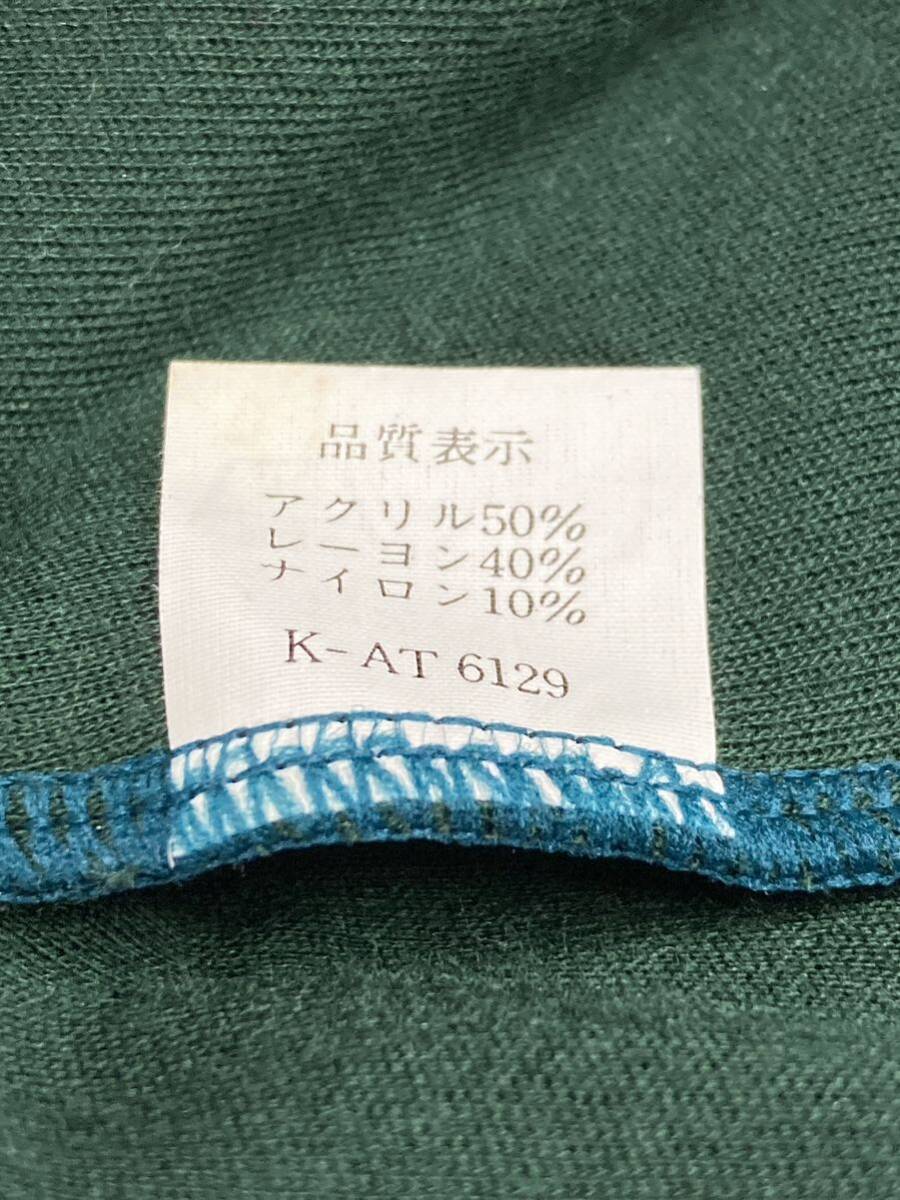 品質表示
アクリル50%
レーヨン40%
ナイロン10%
K-AT 6129